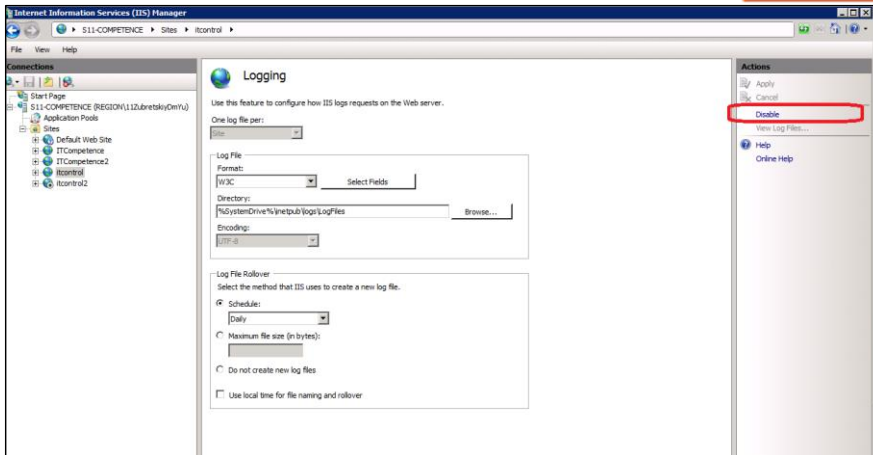 Internet Information Services (IIS) Manager
S11-COMPETENCE Sites itcontrol
File View Help
Connections
Start Page
S11-COMPETENCE (REGION\11ZubretskiyDmYu)
Application Pools
Sites
Default Web Site
ITCompetence
ITCompetence2
itcontrol
itcontrol2
Logging
Use this feature to configure how IIS logs requests on the Web server.
One log file per:
Site
Log File
Format:
W3C Select Fields
Directory:
%SystemDrive%\inetpub\logs\LogFiles Browse...
Encoding:
UTF-8
Log File Rollover
Select the method that IIS uses to create a new log file.
Schedule:
Daily
Maximum file size (in bytes):
Do not create new log files
Use local time for file naming and rollover
Actions
Apply
Cancel
Disable
View Log Files...
Help
Online Help